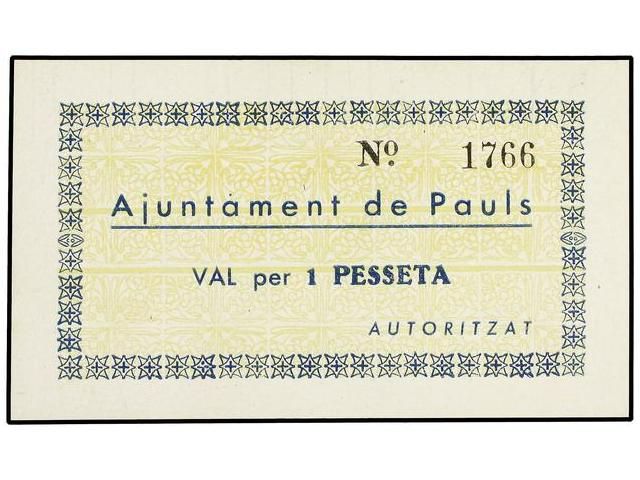 Nº 1766
Ajuntament de Pauls
VAL per 1 PESSETA
AUTORITZAT